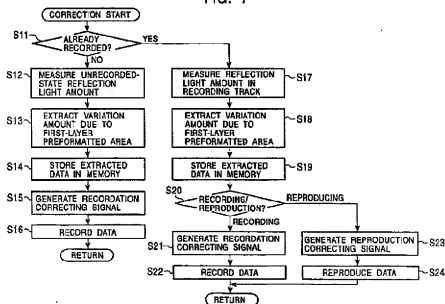 CORRECTION START
S11
ALREADY
RECORDED?
YES
NO
S12
MEASURE UNRECORDED-
STATE REFLECTION
LIGHT AMOUNT
S13
EXTRACT VARIATION
AMOUNT DUE TO
FIRST-LAYER
PREFORMATTED AREA
S14
STORE EXTRACTED
DATA IN MEMORY
S15
GENERATE RECORDATION
CORRECTING SIGNAL
S16
RECORD DATA
RETURN
MEASURE REFLECTION
LIGHT AMOUNT IN
RECORDING TRACK
S17
EXTRACT VARIATION
AMOUNT DUE TO
FIRST-LAYER
PREFORMATTED AREA
S18
STORE EXTRACTED
DATA IN MEMORY
S19
S20
RECORDING/
REPRODUCTION?
REPRODUCING
RECORDING
S21
GENERATE RECORDATION
CORRECTING SIGNAL
S22
RECORD DATA
GENERATE REPRODUCTION
CORRECTING SIGNAL
S23
REPRODUCE DATA
S24
RETURN